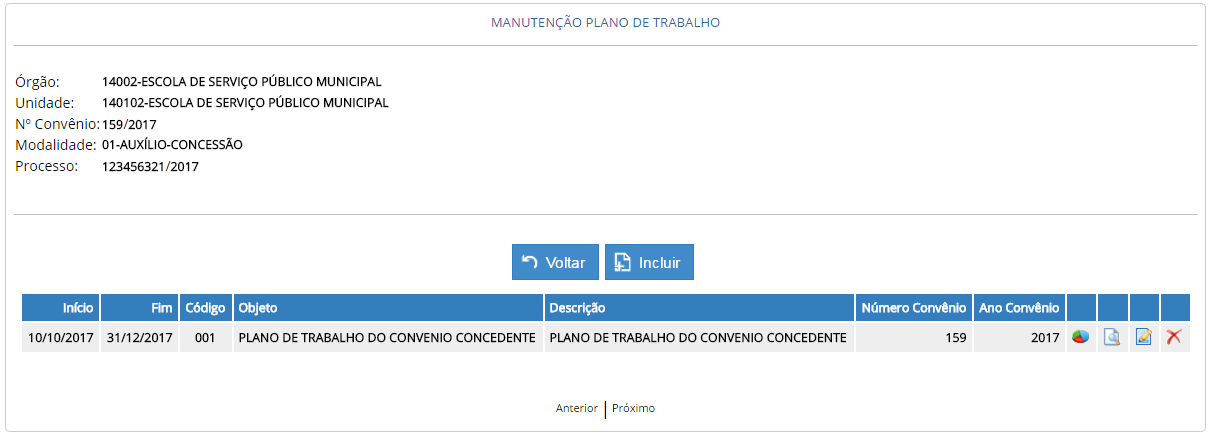 MANUTENÇÃO PLANO DE TRABALHO
Órgão: 14002-ESCOLA DE SERVIÇO PÚBLICO MUNICIPAL
Unidade: 140102-ESCOLA DE SERVIÇO PÚBLICO MUNICIPAL
Nº Convênio: 159/2017
Modalidade: 01-AUXÍLIO-CONCESSÃO
Processo: 123456321/2017
Voltar Incluir
Início Fim Código Objeto Descrição Número Convênio Ano Convênio
10/10/2017 31/12/2017 001 PLANO DE TRABALHO DO CONVENIO CONCEDENTE PLANO DE TRABALHO DO CONVENIO CONCEDENTE 159 2017
Anterior | Próximo